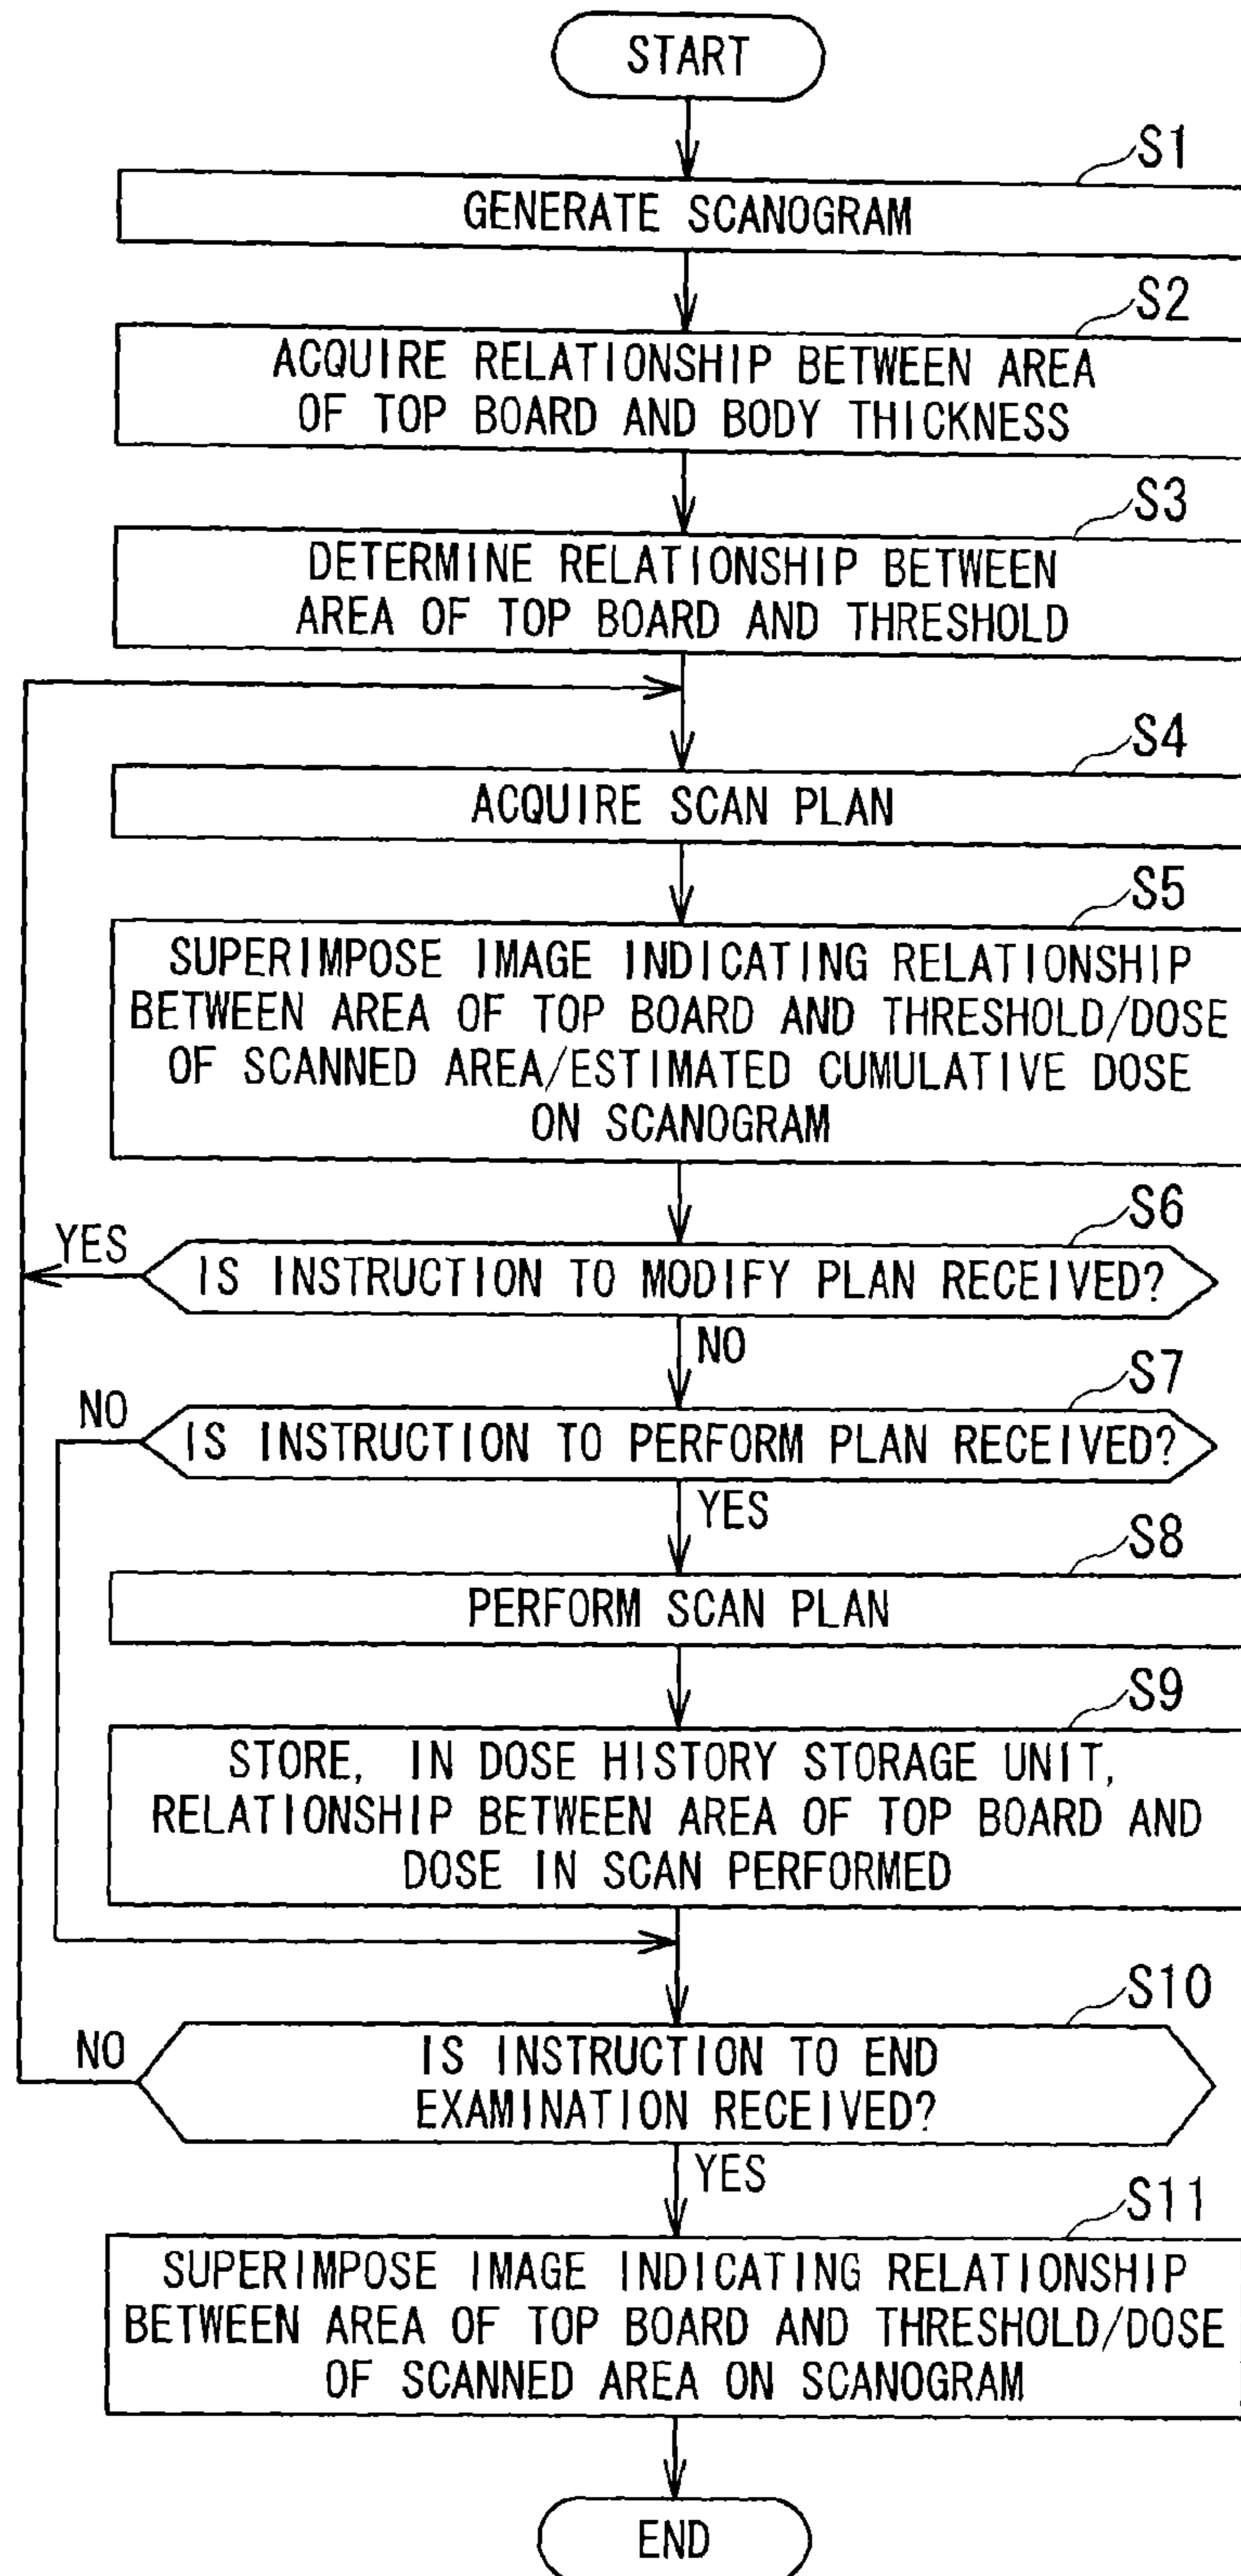 START
S1
GENERATE SCANOGRAM
S2
ACQUIRE RELATIONSHIP BETWEEN AREA
OF TOP BOARD AND BODY THICKNESS
S3
DETERMINE RELATIONSHIP BETWEEN
AREA OF TOP BOARD AND THRESHOLD
S4
ACQUIRE SCAN PLAN
S5
SUPERIMPOSE IMAGE INDICATING RELATIONSHIP
BETWEEN AREA OF TOP BOARD AND THRESHOLD/DOSE
OF SCANNED AREA/ESTIMATED CUMULATIVE DOSE
ON SCANOGRAM
S6
YES
IS INSTRUCTION TO MODIFY PLAN RECEIVED?
NO
S7
NO
IS INSTRUCTION TO PERFORM PLAN RECEIVED?
YES
S8
PERFORM SCAN PLAN
S9
STORE, IN DOSE HISTORY STORAGE UNIT,
RELATIONSHIP BETWEEN AREA OF TOP BOARD AND
DOSE IN SCAN PERFORMED
S10
NO
IS INSTRUCTION TO END
EXAMINATION RECEIVED?
YES
S11
SUPERIMPOSE IMAGE INDICATING RELATIONSHIP
BETWEEN AREA OF TOP BOARD AND THRESHOLD/DOSE
OF SCANNED AREA ON SCANOGRAM
END